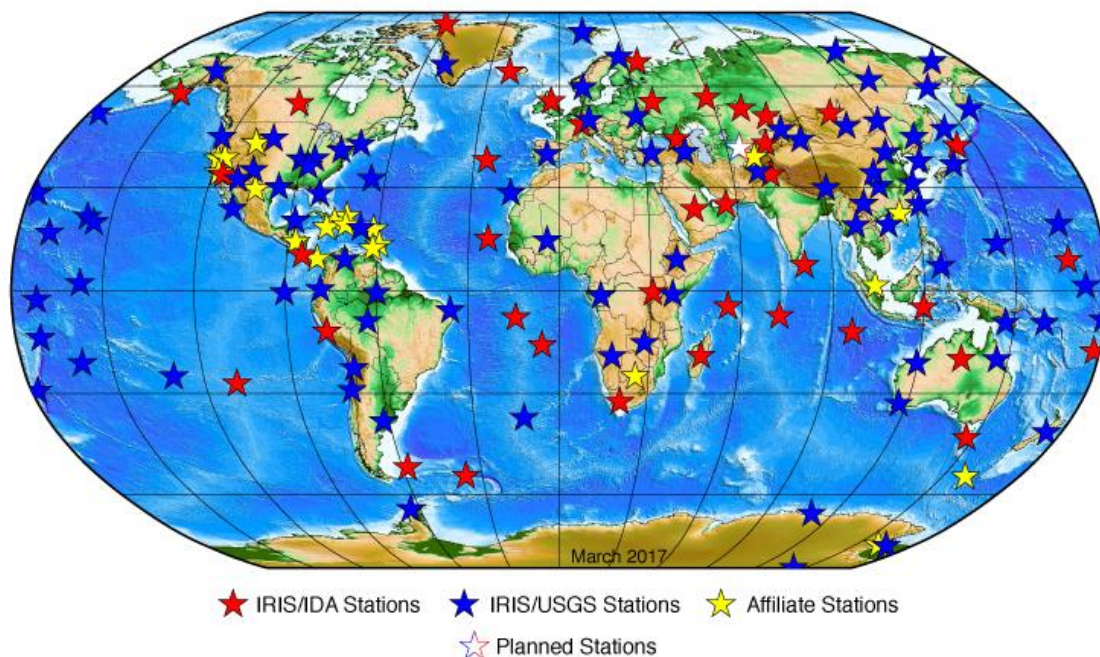 March 2017
IRIS/IDA Stations IRIS/USGS Stations Affiliate Stations
Planned Stations